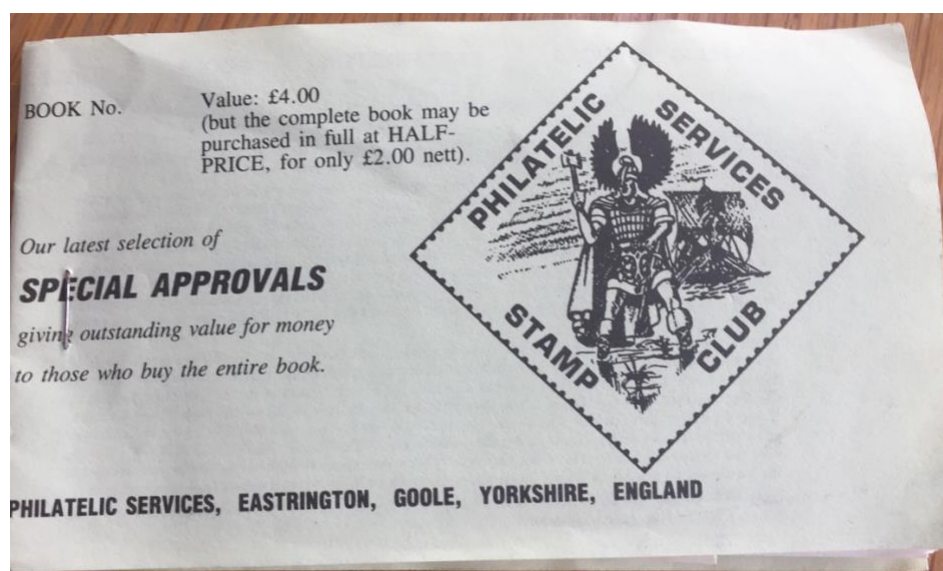 BOOK No.
Value: £4.00
(but the complete book may be
purchased in full at HALF-
PRICE, for only £2.00 nett).
PHILATELIC SERVICES
STAMP CLUB
Our latest selection of
SPECIAL APPROVALS
giving outstanding value for money
to those who buy the entire book.
PHILATELIC SERVICES, EASTRINGTON, GOOLE, YORKSHIRE, ENGLAND